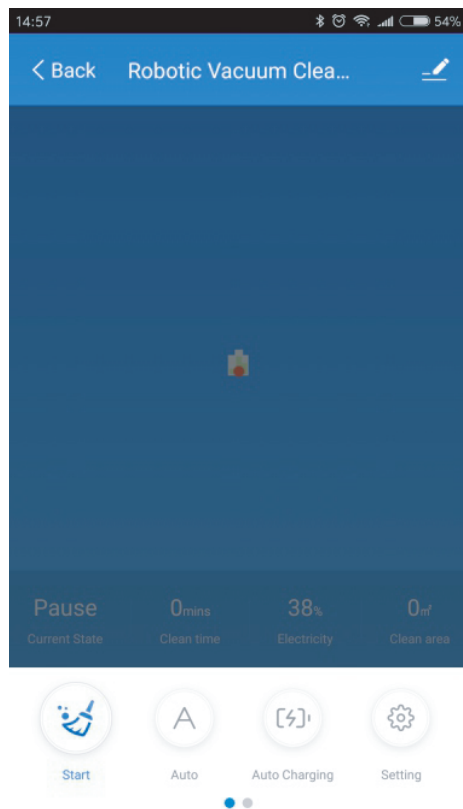 14:57 54%
Back Robotic Vacuum Clea...
Pause 0mins 38% 0㎡
Current State Clean time Electricity Clean area
A
Start Auto Auto Charging Setting